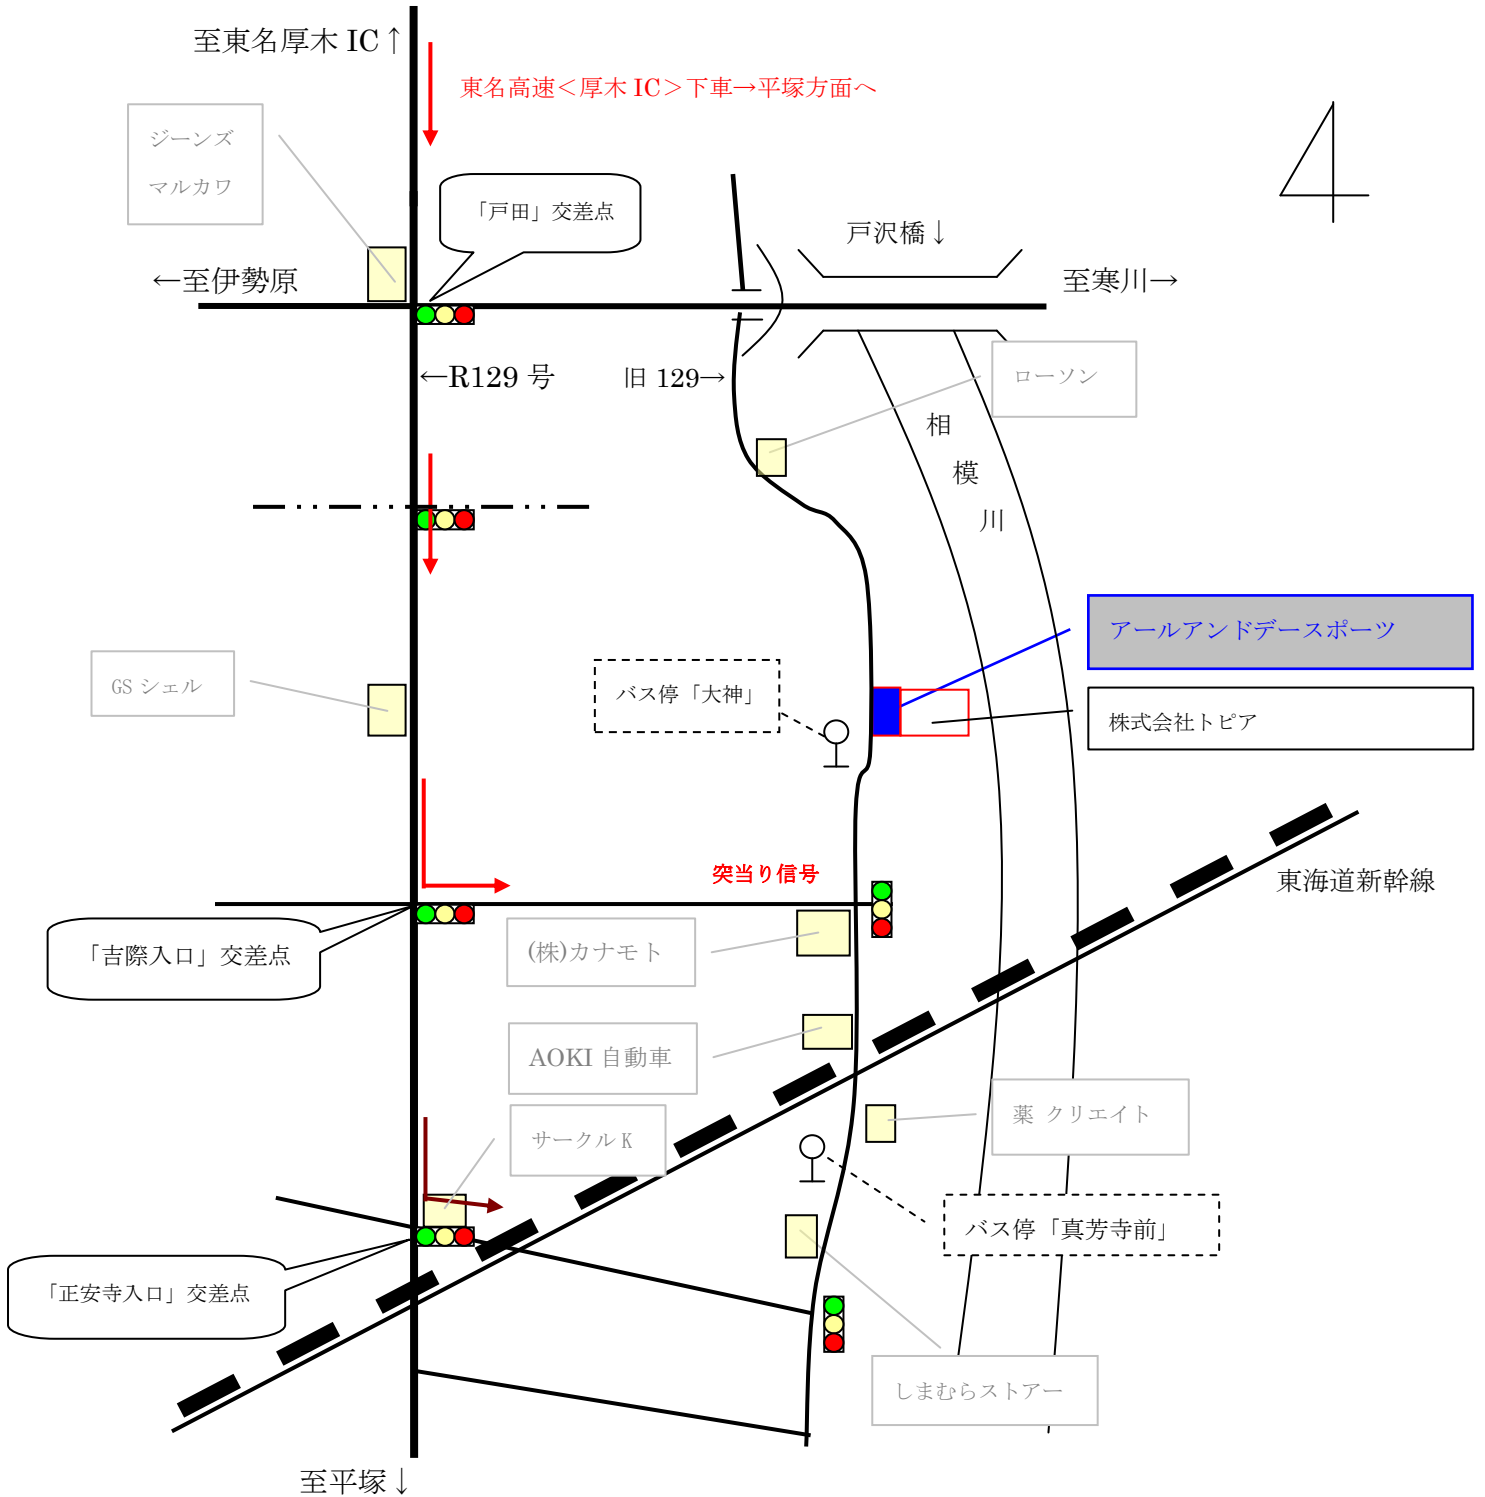 至東名厚木 IC↑
東名高速＜厚木 IC＞下車→平塚方面へ
ジーンズ
マルカワ
「戸田」交差点
戸沢橋↓
←至伊勢原
至寒川→
←R129 号
旧 129→
ローソン
相
模
川
アールアンドデースポーツ
GS シェル
バス停「大神」
株式会社トピア
突当り信号
東海道新幹線
「吉際入口」交差点
(株)カナモト
AOKI 自動車
薬 クリエイト
サークル K
バス停「真芳寺前」
「正安寺入口」交差点
しまむらストアー
至平塚↓